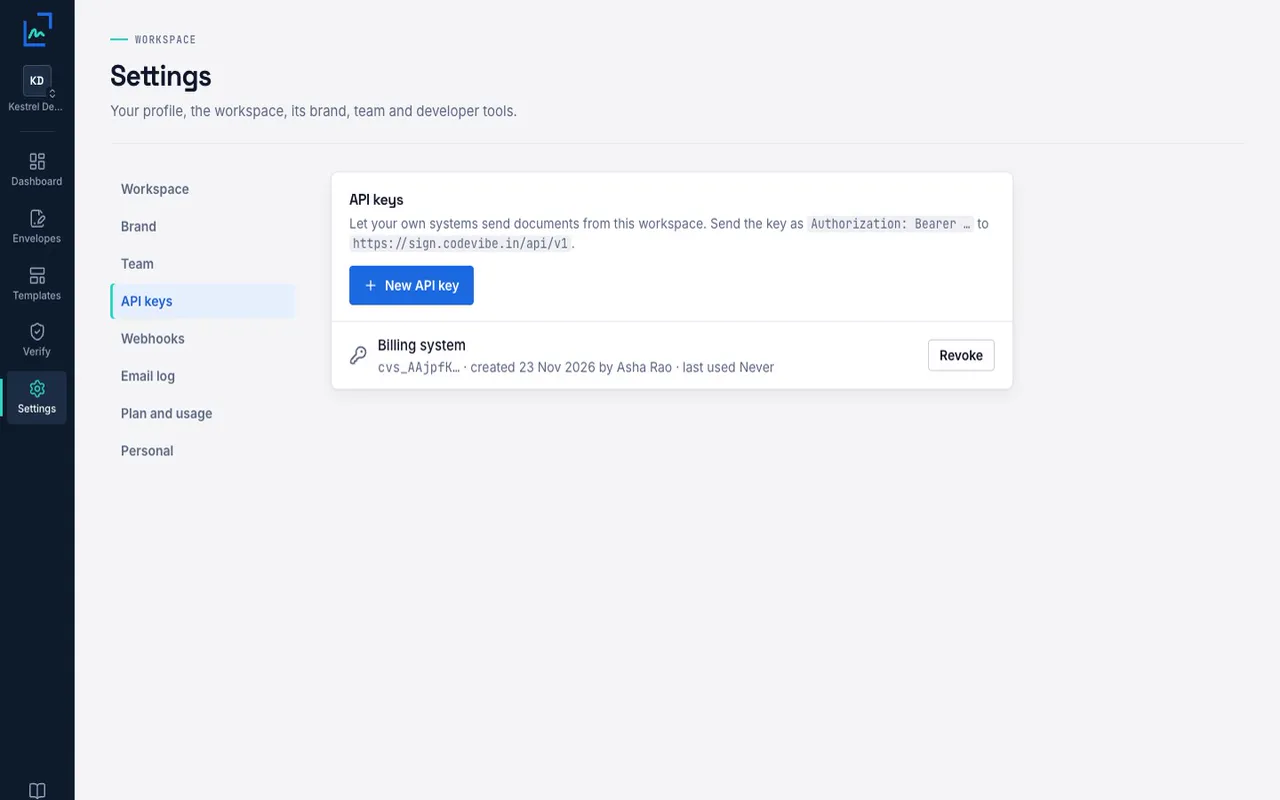 WORKSPACE
Settings
Your profile, the workspace, its brand, team and developer tools.
KD
Kestrel De...
Dashboard
Envelopes
Templates
Verify
Settings
Workspace
Brand
Team
API keys
Webhooks
Email log
Plan and usage
Personal
API keys
Let your own systems send documents from this workspace. Send the key as Authorization: Bearer … to
https://sign.codevibe.in/api/v1.
+ New API key
Billing system
cvs_AAjpfK… · created 23 Nov 2026 by Asha Rao · last used Never
Revoke